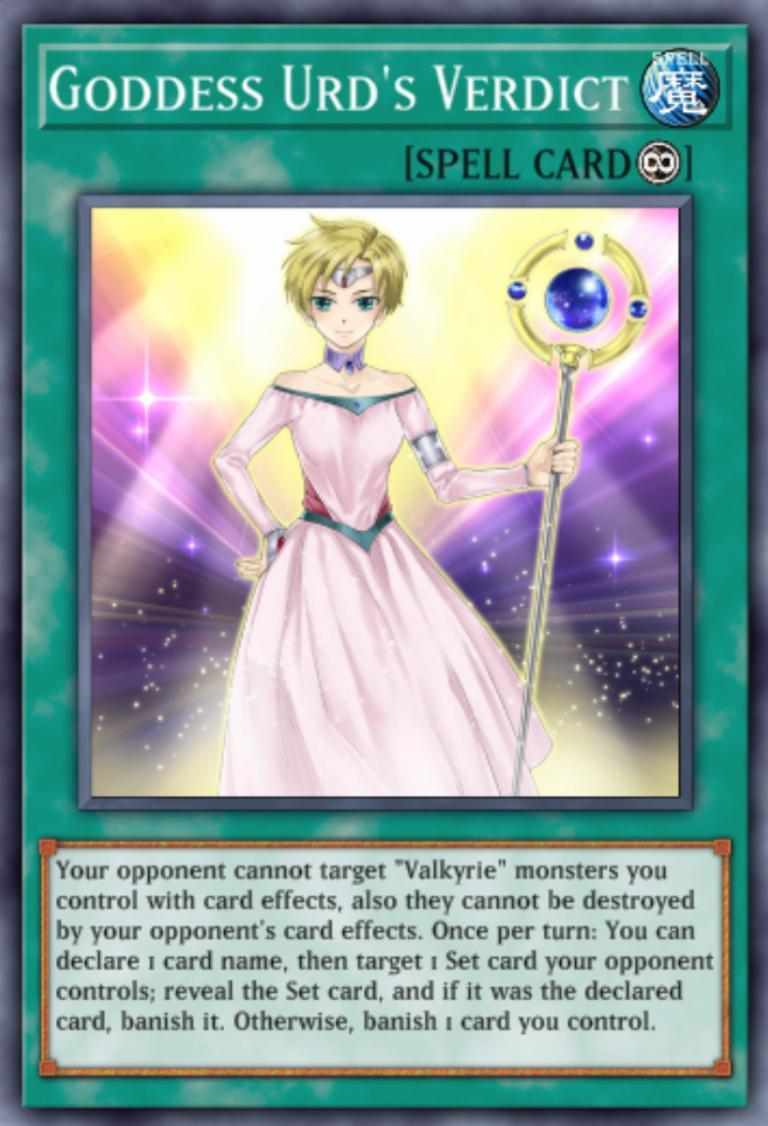 GODDESS URD'S VERDICT
SPELL
魔
[SPELL CARD∞]
Your opponent cannot target "Valkyrie" monsters you
control with card effects, also they cannot be destroyed
by your opponent's card effects. Once per turn: You can
declare 1 card name, then target 1 Set card your opponent
controls; reveal the Set card, and if it was the declared
card, banish it. Otherwise, banish 1 card you control.